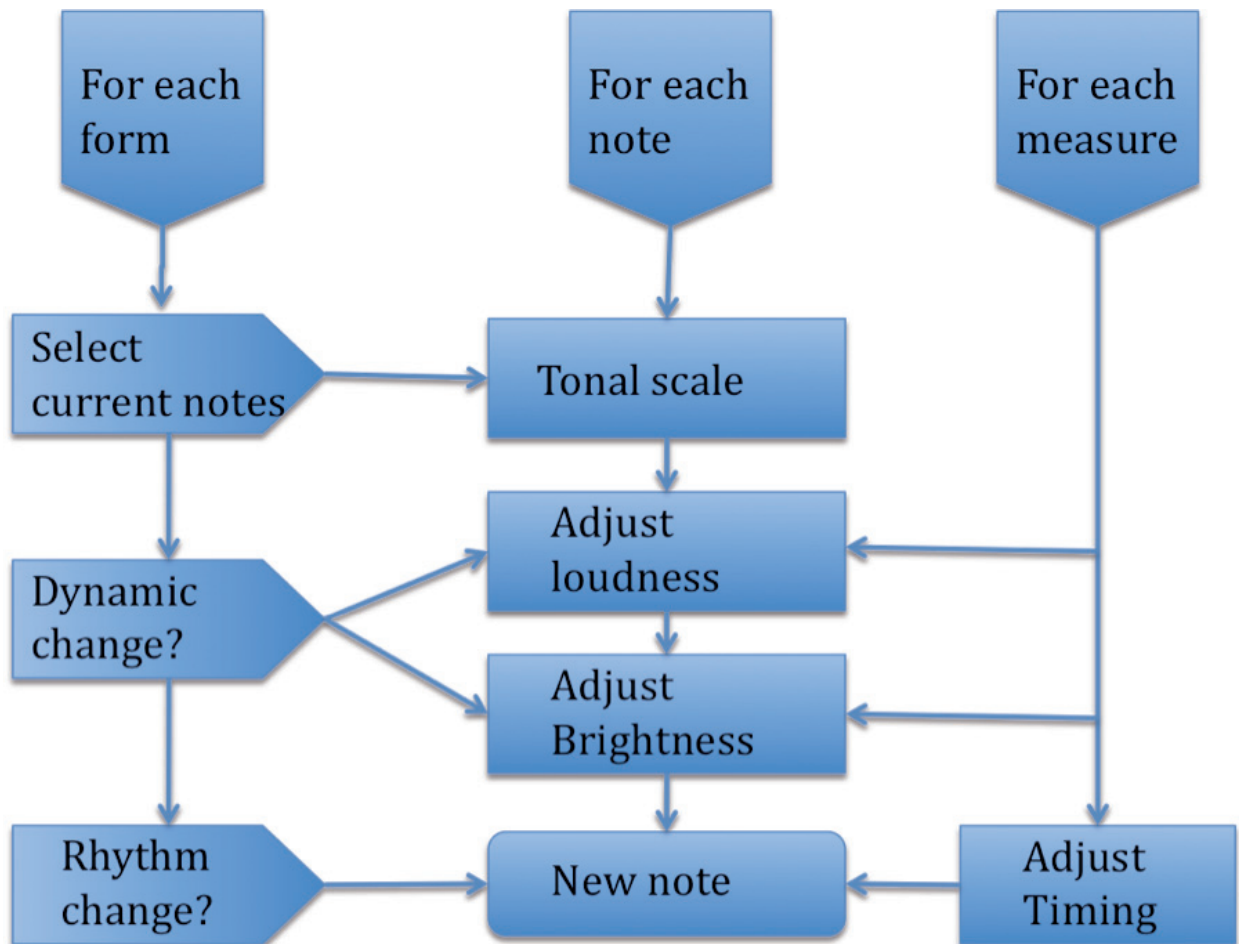 For each
form
For each
note
For each
measure
Select
current notes
Tonal scale
Adjust
loudness
Dynamic
change?
Adjust
Brightness
Rhythm
change?
New note
Adjust
Timing